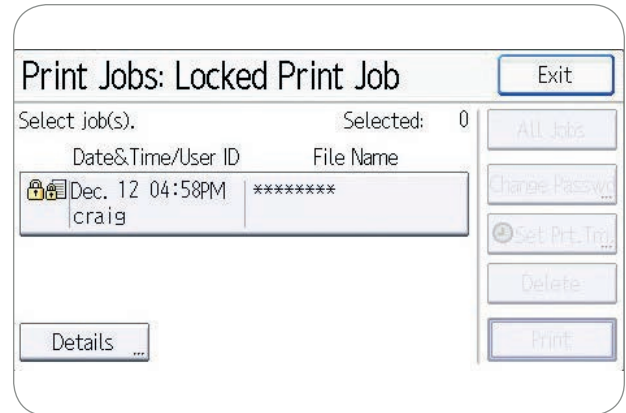 Print Jobs: Locked Print Job
Exit
Select job(s).
Selected: 0
All Jobs
Date&Time/User ID
File Name
Change Passwd
...
Dec. 12 04:58PM
********
craig
Set Prt.Tm.
...
Delete
Details ...
Print